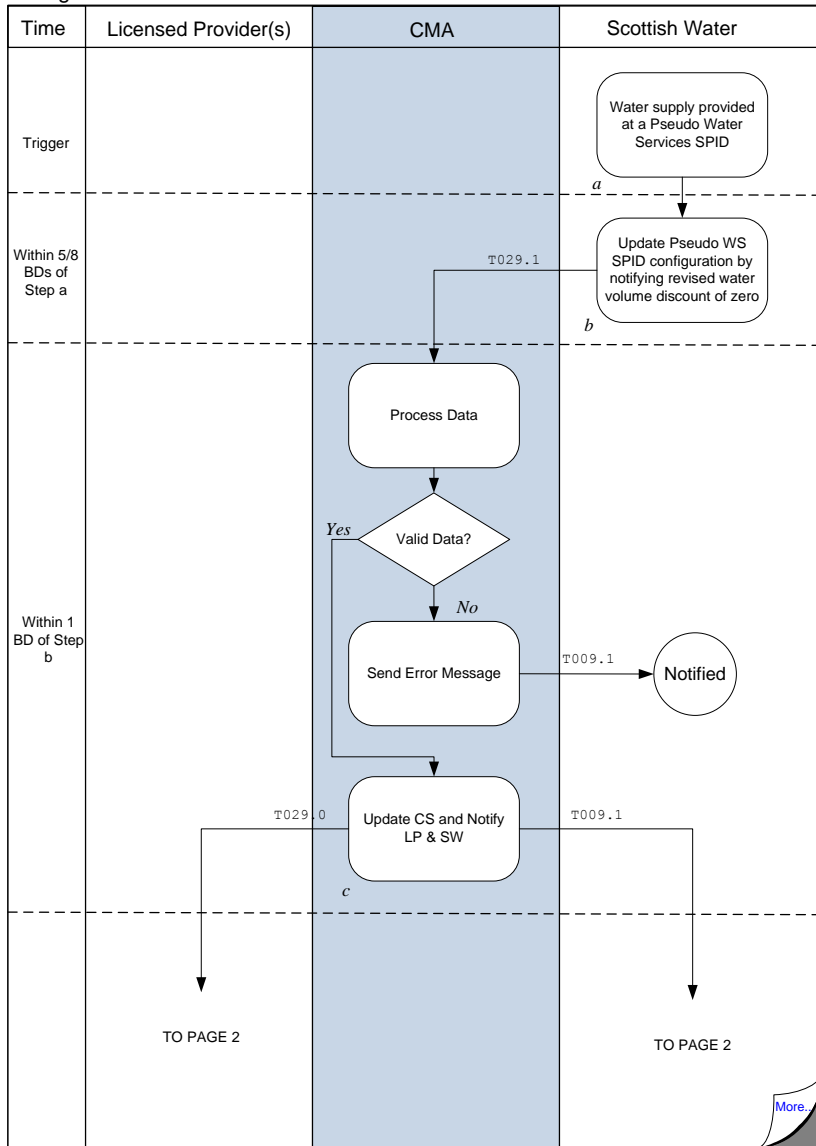 Time
Licensed Provider(s)
CMA
Scottish Water
Trigger
Water supply provided
at a Pseudo Water
Services SPID
a
Within 5/8
BDs of
Step a
T029.1
Update Pseudo WS
SPID configuration by
notifying revised water
volume discount of zero
b
Process Data
Yes
Valid Data?
No
Within 1
BD of Step
b
Send Error Message
T009.1
Notified
T029.0
Update CS and Notify
LP & SW
T009.1
c
TO PAGE 2
TO PAGE 2
More..